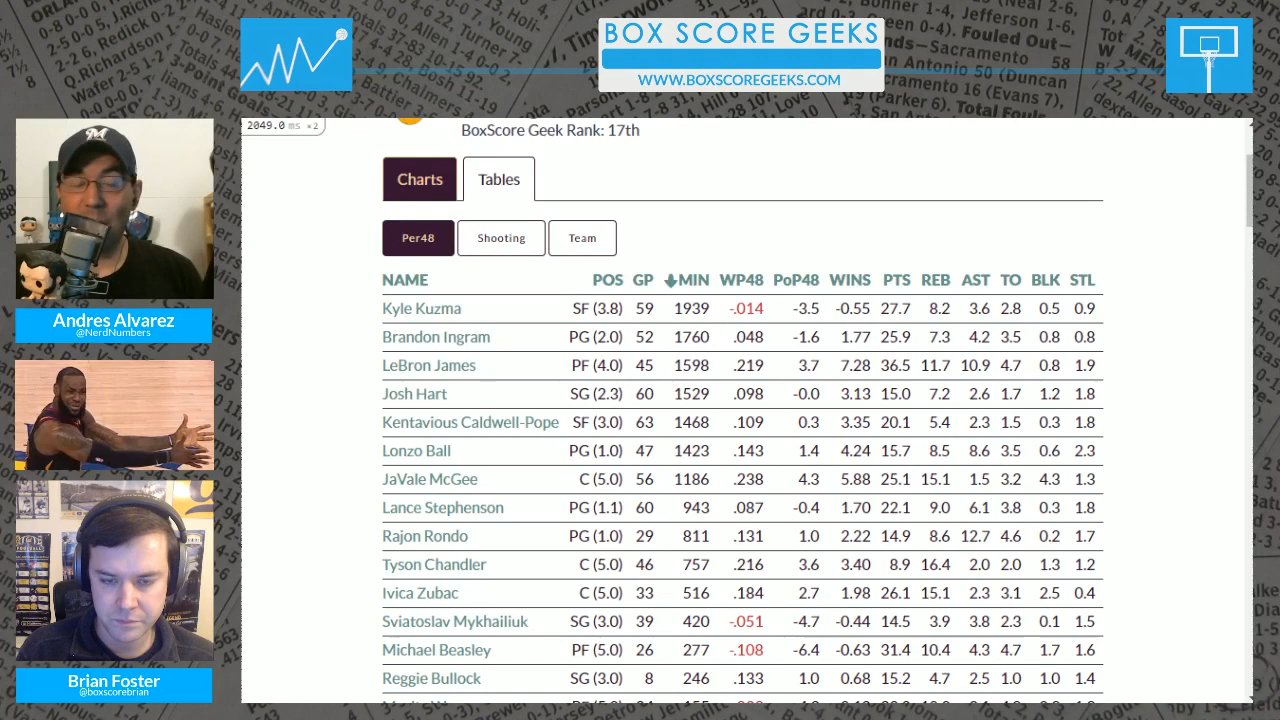 BOX SCORE GEEKS
WWW.BOXSCOREGEEKS.COM
2049.0 ms ×2
BoxScore Geek Rank: 17th
Charts Tables
Per48 Shooting Team
NAME POS GP MIN WP48 PoP48 WINS PTS REB AST TO BLK STL
Kyle Kuzma SF (3.8) 59 1939 -.014 -3.5 -0.55 27.7 8.2 3.6 2.8 0.5 0.9
Brandon Ingram PG (2.0) 52 1760 .048 -1.6 1.77 25.9 7.3 4.2 3.5 0.8 0.8
LeBron James PF (4.0) 45 1598 .219 3.7 7.28 36.5 11.7 10.9 4.7 0.8 1.9
Josh Hart SG (2.3) 60 1529 .098 -0.0 3.13 15.0 7.2 2.6 1.7 1.2 1.8
Kentavious Caldwell-Pope SF (3.0) 63 1468 .109 0.3 3.35 20.1 5.4 2.3 1.5 0.3 1.8
Lonzo Ball PG (1.0) 47 1423 .143 1.4 4.24 15.7 8.5 8.6 3.5 0.6 2.3
JaVale McGee C (5.0) 56 1186 .238 4.3 5.88 25.1 15.1 1.5 3.2 4.3 1.3
Lance Stephenson PG (1.1) 60 943 .087 -0.4 1.70 22.1 9.0 6.1 3.8 0.3 1.8
Rajon Rondo PG (1.0) 29 811 .131 1.0 2.22 14.9 8.6 12.7 4.6 0.2 1.7
Tyson Chandler C (5.0) 46 757 .216 3.6 3.40 8.9 16.4 2.0 2.0 1.3 1.2
Ivica Zubac C (5.0) 33 516 .184 2.7 1.98 26.1 15.1 2.3 3.1 2.5 0.4
Sviatoslav Mykhailiuk SG (3.0) 39 420 -.051 -4.7 -0.44 14.5 3.9 3.8 2.3 0.1 1.5
Michael Beasley PF (5.0) 26 277 -.108 -6.4 -0.63 31.4 10.4 4.3 4.7 1.7 1.6
Reggie Bullock SG (3.0) 8 246 .133 1.0 0.68 15.2 4.7 2.5 1.0 1.0 1.4
Andres Alvarez
@NerdNumbers
Brian Foster
@boxscorebrian